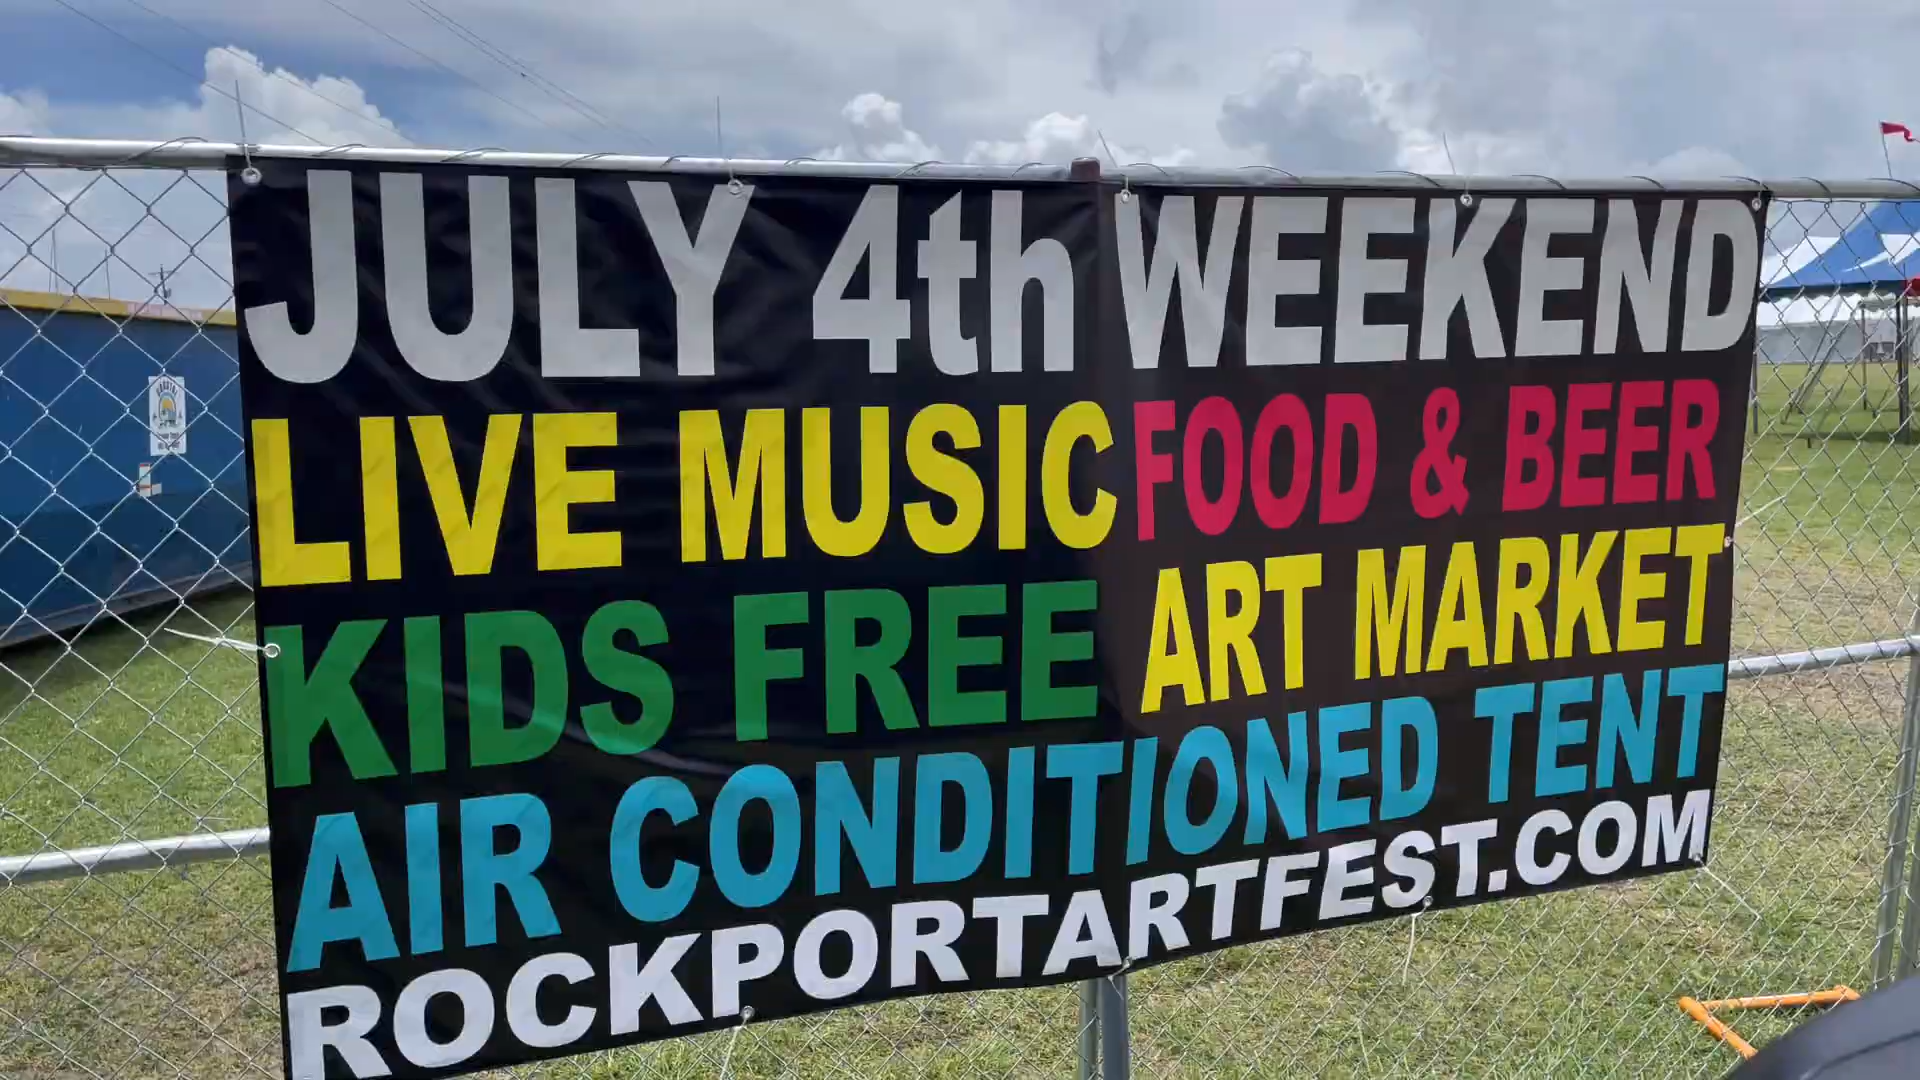 JULY 4th WEEKEND
LIVE MUSIC FOOD & BEER
KIDS FREE ART MARKET
AIR CONDITIONED TENT
ROCKPORTARTFEST.COM